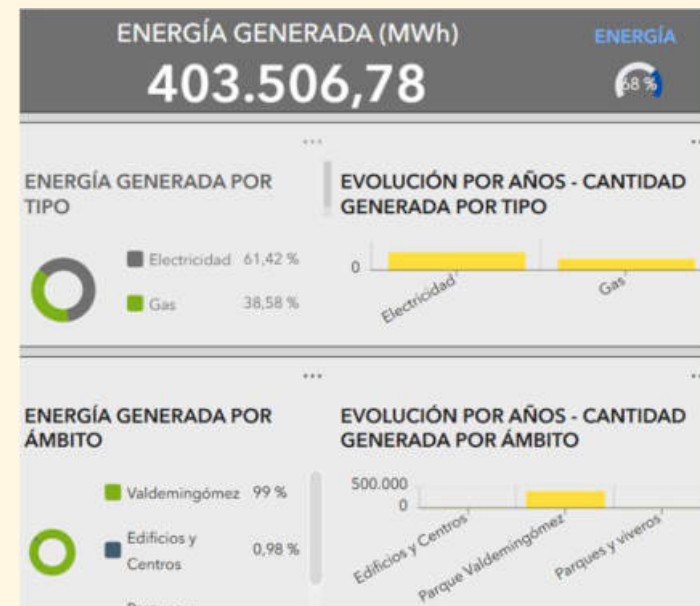 ENERGÍA GENERADA (MWh)
403.506,78
ENERGÍA
68 %
ENERGÍA GENERADA POR
TIPO
Electricidad 61,42 %
Gas 38,58 %
EVOLUCIÓN POR AÑOS - CANTIDAD
GENERADA POR TIPO
0
Electricidad
Gas
ENERGÍA GENERADA POR
ÁMBITO
Valdemingómez 99 %
Edificios y
Centros
0,98 %
EVOLUCIÓN POR AÑOS - CANTIDAD
GENERADA POR ÁMBITO
500.000
0
Edificios y Centros
Parque Valdemingómez
Parques y viveros